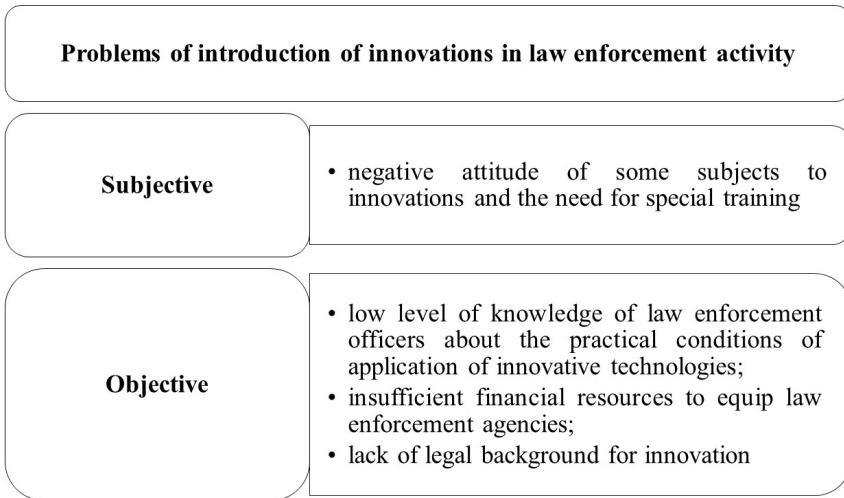 Problems of introduction of innovations in law enforcement activity
Subjective
• negative attitude of some subjects to
innovations and the need for special training
Objective
• low level of knowledge of law enforcement
officers about the practical conditions of
application of innovative technologies;
• insufficient financial resources to equip law
enforcement agencies;
• lack of legal background for innovation